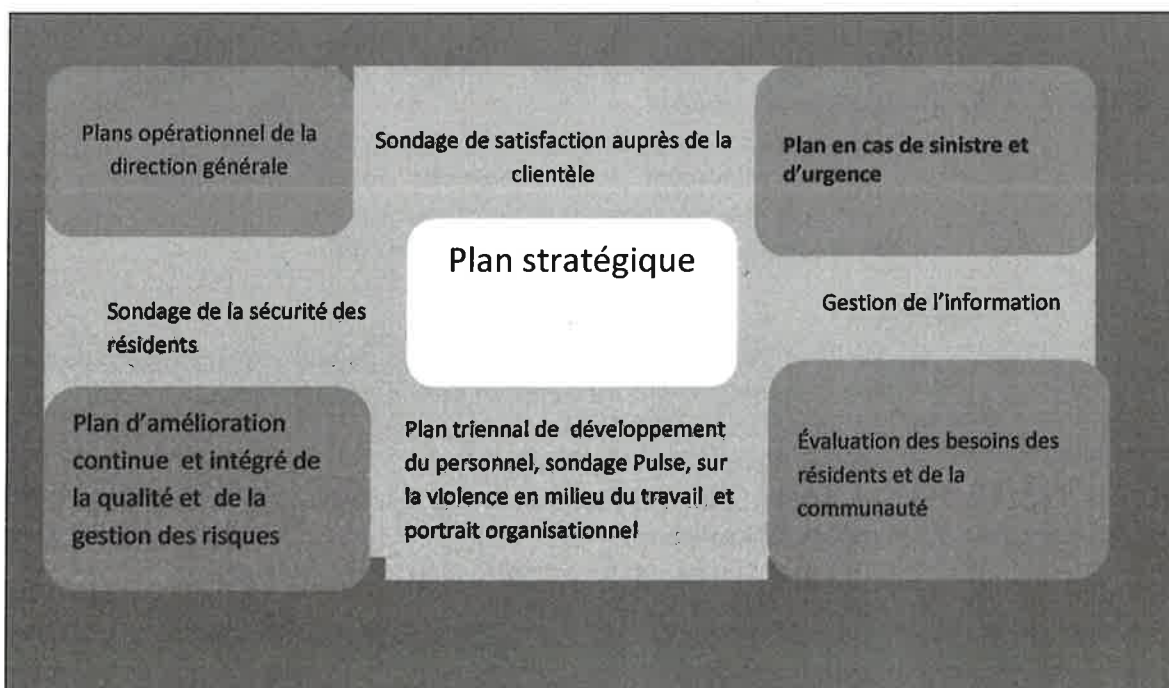 Plans opérationnel de la
direction générale
Sondage de satisfaction auprès de la
clientèle
Plan en cas de sinistre et
d'urgence
Plan stratégique
Sondage de la sécurité des
résidents
Gestion de l'information
Plan d'amélioration
continue et intégré de
la qualité et de la
gestion des risques
Plan triennal de développement
du personnel, sondage Pulse, sur
la violence en milieu du travail et
portrait organisationnel
Évaluation des besoins des
résidents et de la
communauté